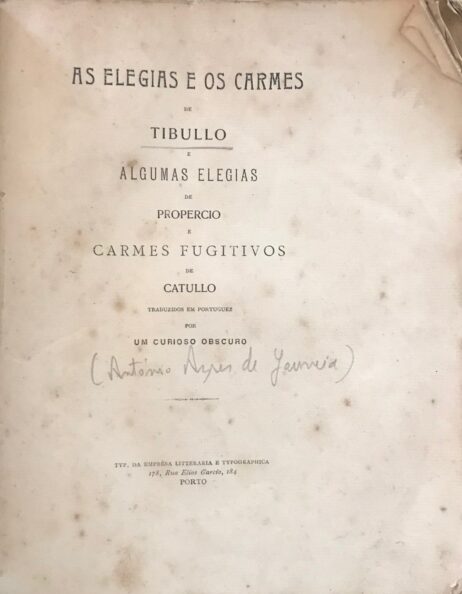 AS ELEGIAS E OS CARMES
DE
TIBULLO
E
ALGUMAS ELEGIAS
DE
PROPERCIO
E
CARMES FUGITIVOS
DE
CATULLO
TRADUZIDOS EM PORTUGUEZ
POR
UM CURIOSO OBSCURO
(António Ayres de Gouveia)
TYP. DA EMPRÊSA LITTERARIA E TYPOGRAPHICA
178, Rua Elias Garcia, 184
PORTO